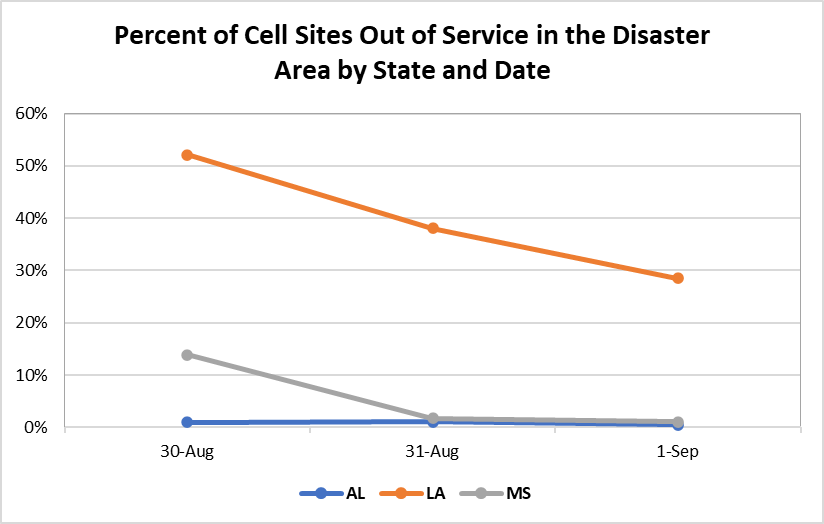 Percent of Cell Sites Out of Service in the Disaster
Area by State and Date
60%
50%
40%
30%
20%
10%
0%
30-Aug 31-Aug 1-Sep
AL LA MS